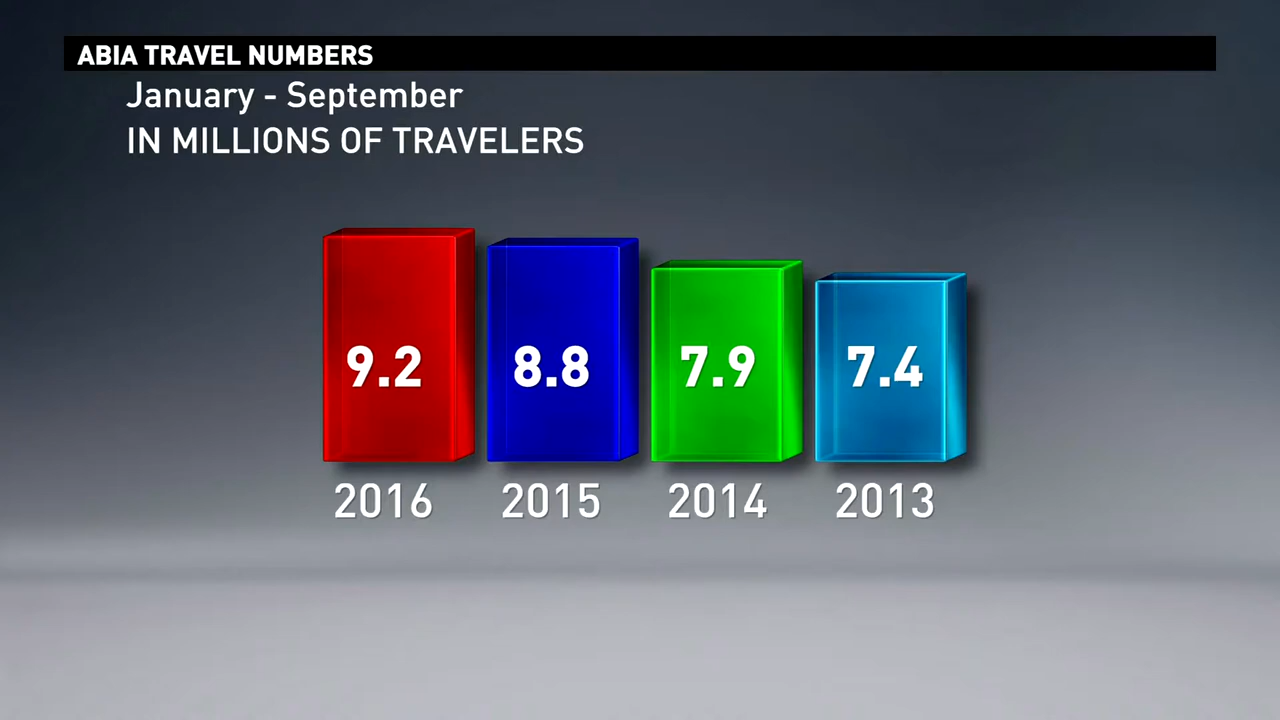 ABIA TRAVEL NUMBERS
January - September
IN MILLIONS OF TRAVELERS
9.2 8.8 7.9 7.4
2016 2015 2014 2013